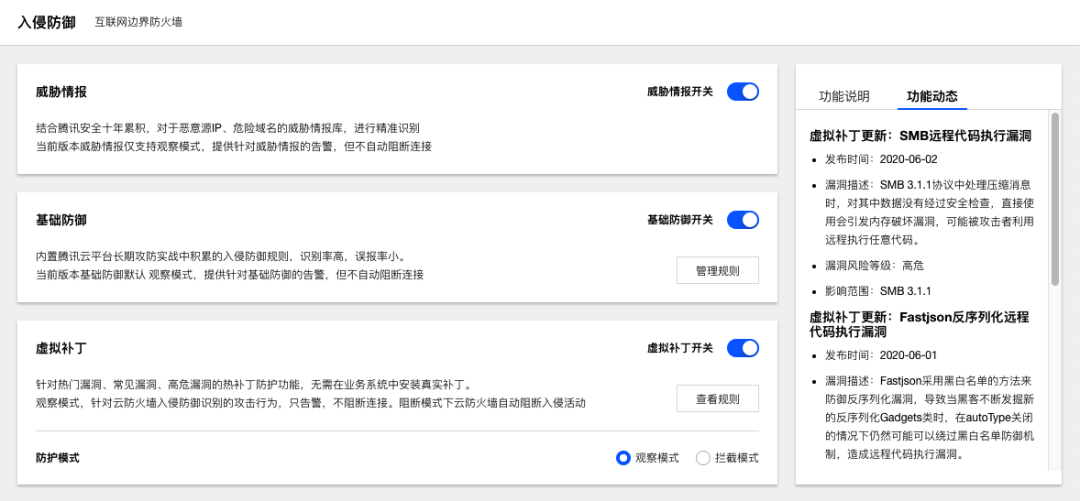 入侵防御 互联网边界防火墙
威胁情报 威胁情报开关
结合腾讯安全十年累积，对于恶意源IP、危险域名的威胁情报库，进行精准识别
当前版本威胁情报仅支持观察模式，提供针对威胁情报的告警，但不自动阻断连接
基础防御 基础防御开关
内置腾讯云平台长期攻防实战中积累的入侵防御规则，识别率高，误报率小。
当前版本基础防御默认 观察模式，提供针对基础防御的告警，但不自动阻断连接
管理规则
虚拟补丁 虚拟补丁开关
针对热门漏洞、常见漏洞、高危漏洞的热补丁防护功能，无需在业务系统中安装真实补丁。
观察模式，针对云防火墙入侵防御识别的攻击行为，只告警，不阻断连接。阻断模式下云防火墙自动阻断入侵活动
查看规则
防护模式 观察模式 拦截模式
功能说明 功能动态
虚拟补丁更新：SMB远程代码执行漏洞
• 发布时间：2020-06-02
• 漏洞描述：SMB 3.1.1协议中处理压缩消息
时，对其中数据没有经过安全检查，直接使
用会引发内存破坏漏洞，可能被攻击者利用
远程执行任意代码。
• 漏洞风险等级：高危
• 影响范围：SMB 3.1.1
虚拟补丁更新：Fastjson反序列化远程
代码执行漏洞
• 发布时间：2020-06-01
• 漏洞描述：Fastjson采用黑白名单的方法来
防御反序列化漏洞，导致当黑客不断发掘新
的反序列化Gadgets类时，在autoType关闭
的情况下仍然可能可以绕过黑白名单防御机
制，造成远程代码执行漏洞。